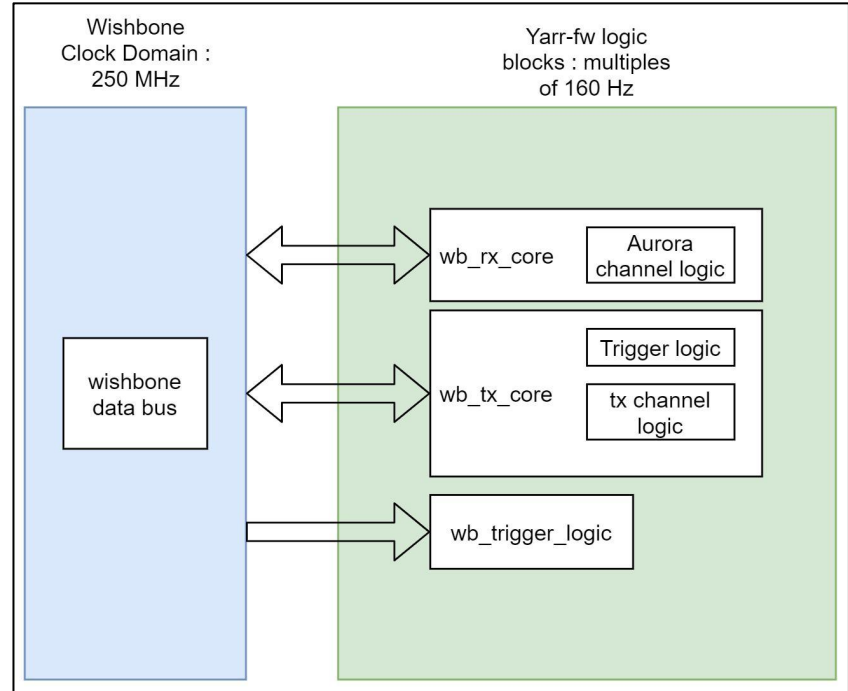 Wishbone
Clock Domain :
250 MHz
Yarr-fw logic
blocks : multiples
of 160 Hz
wishbone
data bus
wb_rx_core
Aurora
channel logic
wb_tx_core
Trigger logic
tx channel
logic
wb_trigger_logic